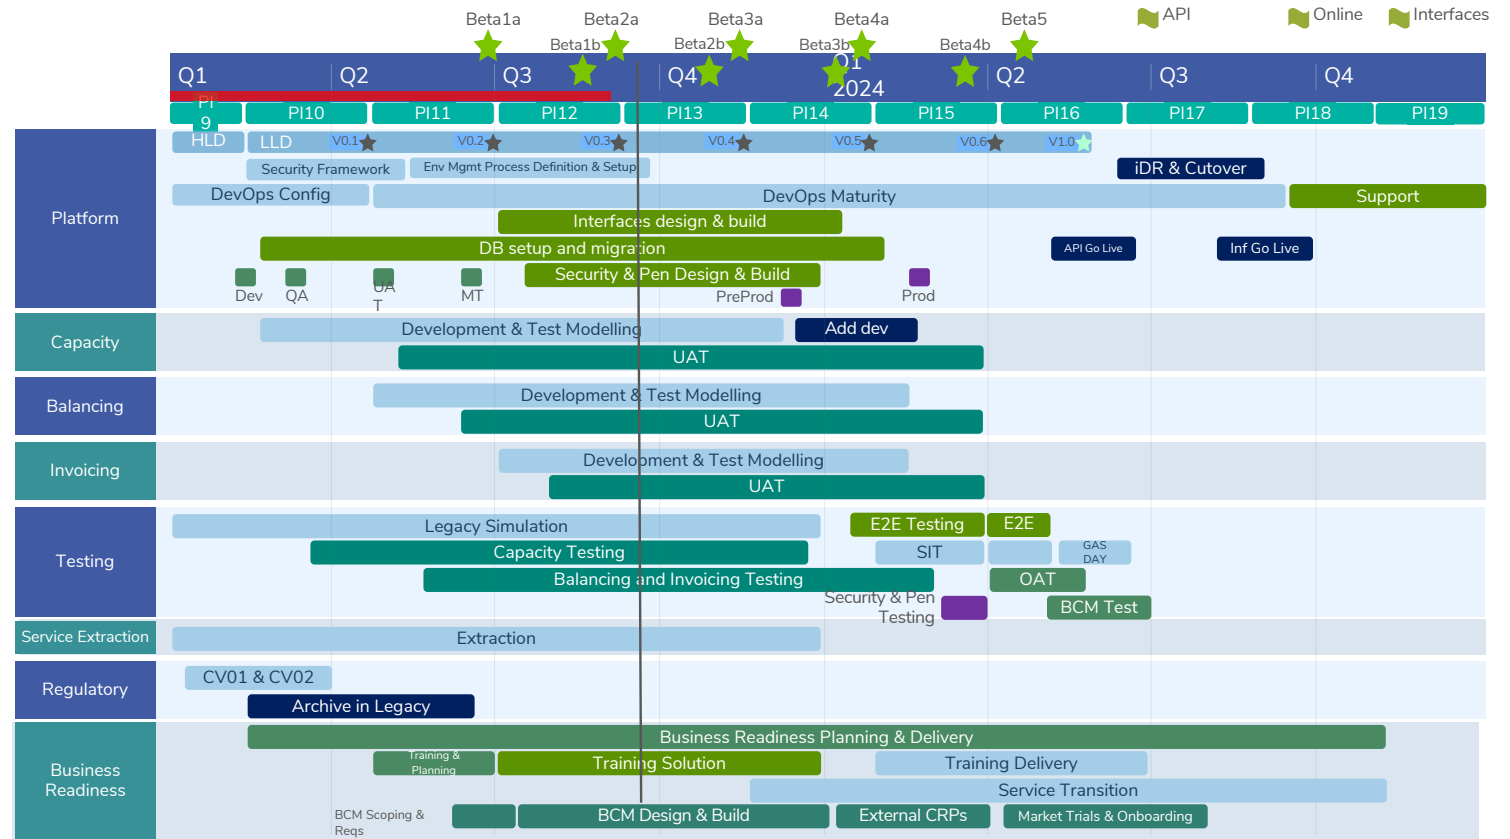 Beta1a
Beta2a
Beta3a
Beta4a
Beta5
API
Online
Interfaces
Beta1b
Beta2b
Beta3b
Beta4b
Q1
Q2
Q3
Q4
Q1
2024
Q2
Q3
Q4
PI
9
PI10
PI11
PI12
PI13
PI14
PI15
PI16
PI17
PI18
PI19
Platform
HLD
LLD
V0.1
V0.2
V0.3
V0.4
V0.5
V0.6
V1.0
Security Framework
Env Mgmt Process Definition & Setup
iDR & Cutover
DevOps Config
DevOps Maturity
Support
Interfaces design & build
DB setup and migration
API Go Live
Inf Go Live
Security & Pen Design & Build
Dev
QA
UA
T
MT
PreProd
Prod
Capacity
Development & Test Modelling
Add dev
UAT
Balancing
Development & Test Modelling
UAT
Invoicing
Development & Test Modelling
UAT
Testing
Legacy Simulation
E2E Testing
E2E
Capacity Testing
SIT
GAS
DAY
Balancing and Invoicing Testing
OAT
Security & Pen
Testing
BCM Test
Service Extraction
Extraction
Regulatory
CV01 & CV02
Archive in Legacy
Business
Readiness
Business Readiness Planning & Delivery
Training &
Planning
Training Solution
Training Delivery
Service Transition
BCM Scoping &
Reqs
BCM Design & Build
External CRPs
Market Trials & Onboarding